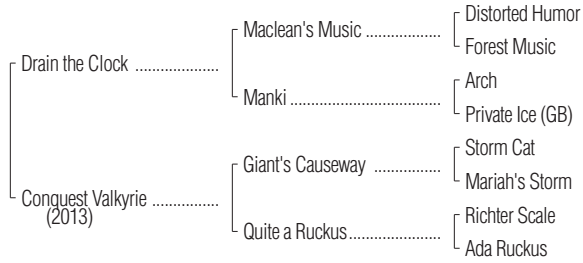 Distorted Humor
Maclean's Music ..................
Forest Music
Drain the Clock ....................
Arch
Manki ....................................
Private Ice (GB)
Storm Cat
Giant's Causeway ................
Mariah's Storm
Conquest Valkyrie ................
(2013)
Richter Scale
Quite a Ruckus......................
Ada Ruckus